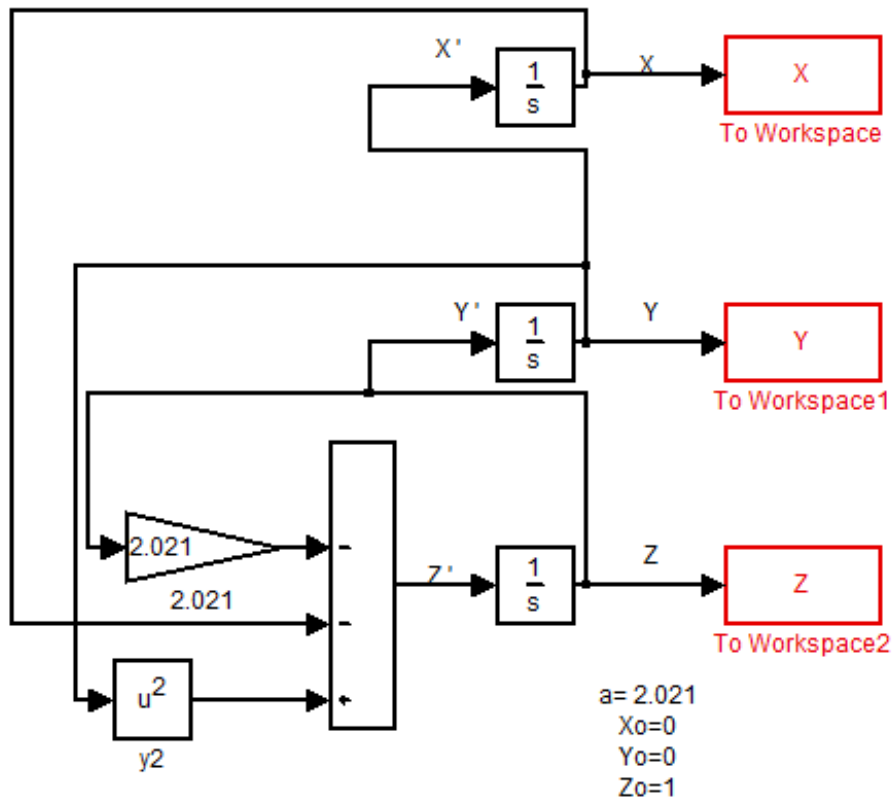 X' 1 X X
s
To Workspace
Y' 1 Y Y
s
To Workspace1
2.021 -
Z' 1 Z Z
s
2.021 -
To Workspace2
u² +
y2
a= 2.021
Xo=0
Yo=0
Zo=1